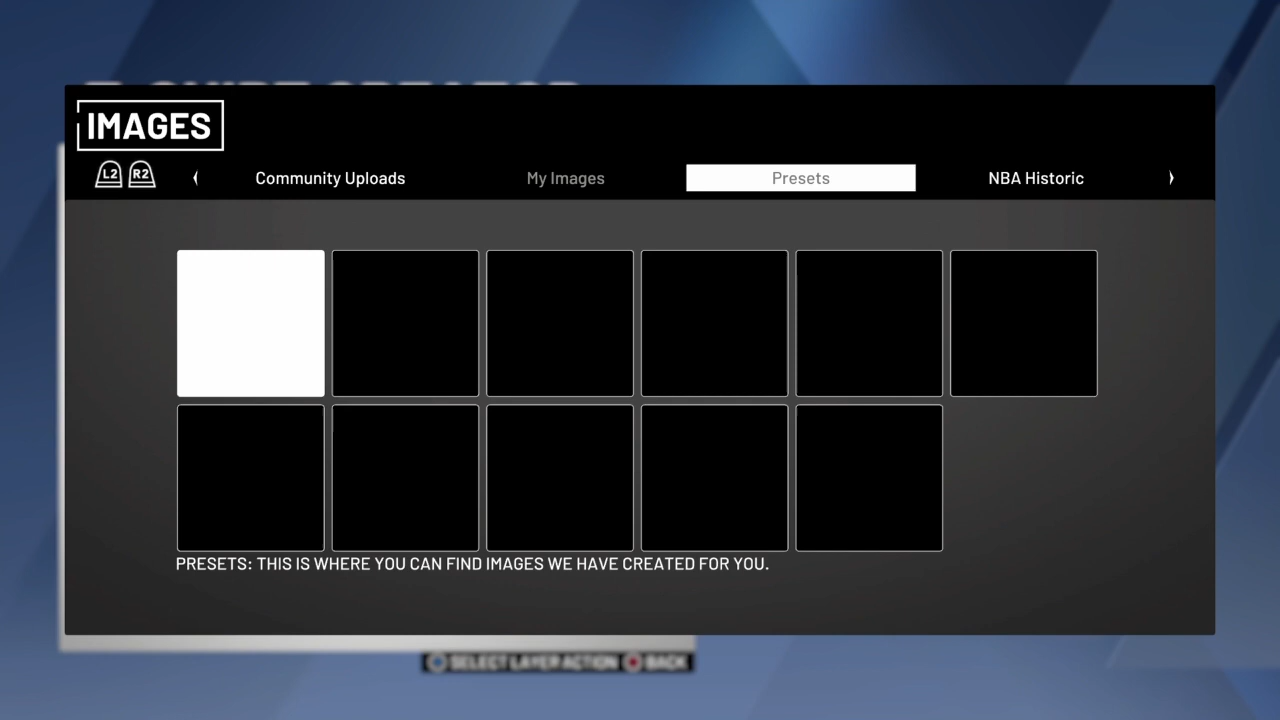 IMAGES
L2 R2 Community Uploads My Images Presets NBA Historic
PRESETS: THIS IS WHERE YOU CAN FIND IMAGES WE HAVE CREATED FOR YOU.
SELECT LAYER ACTION BACK